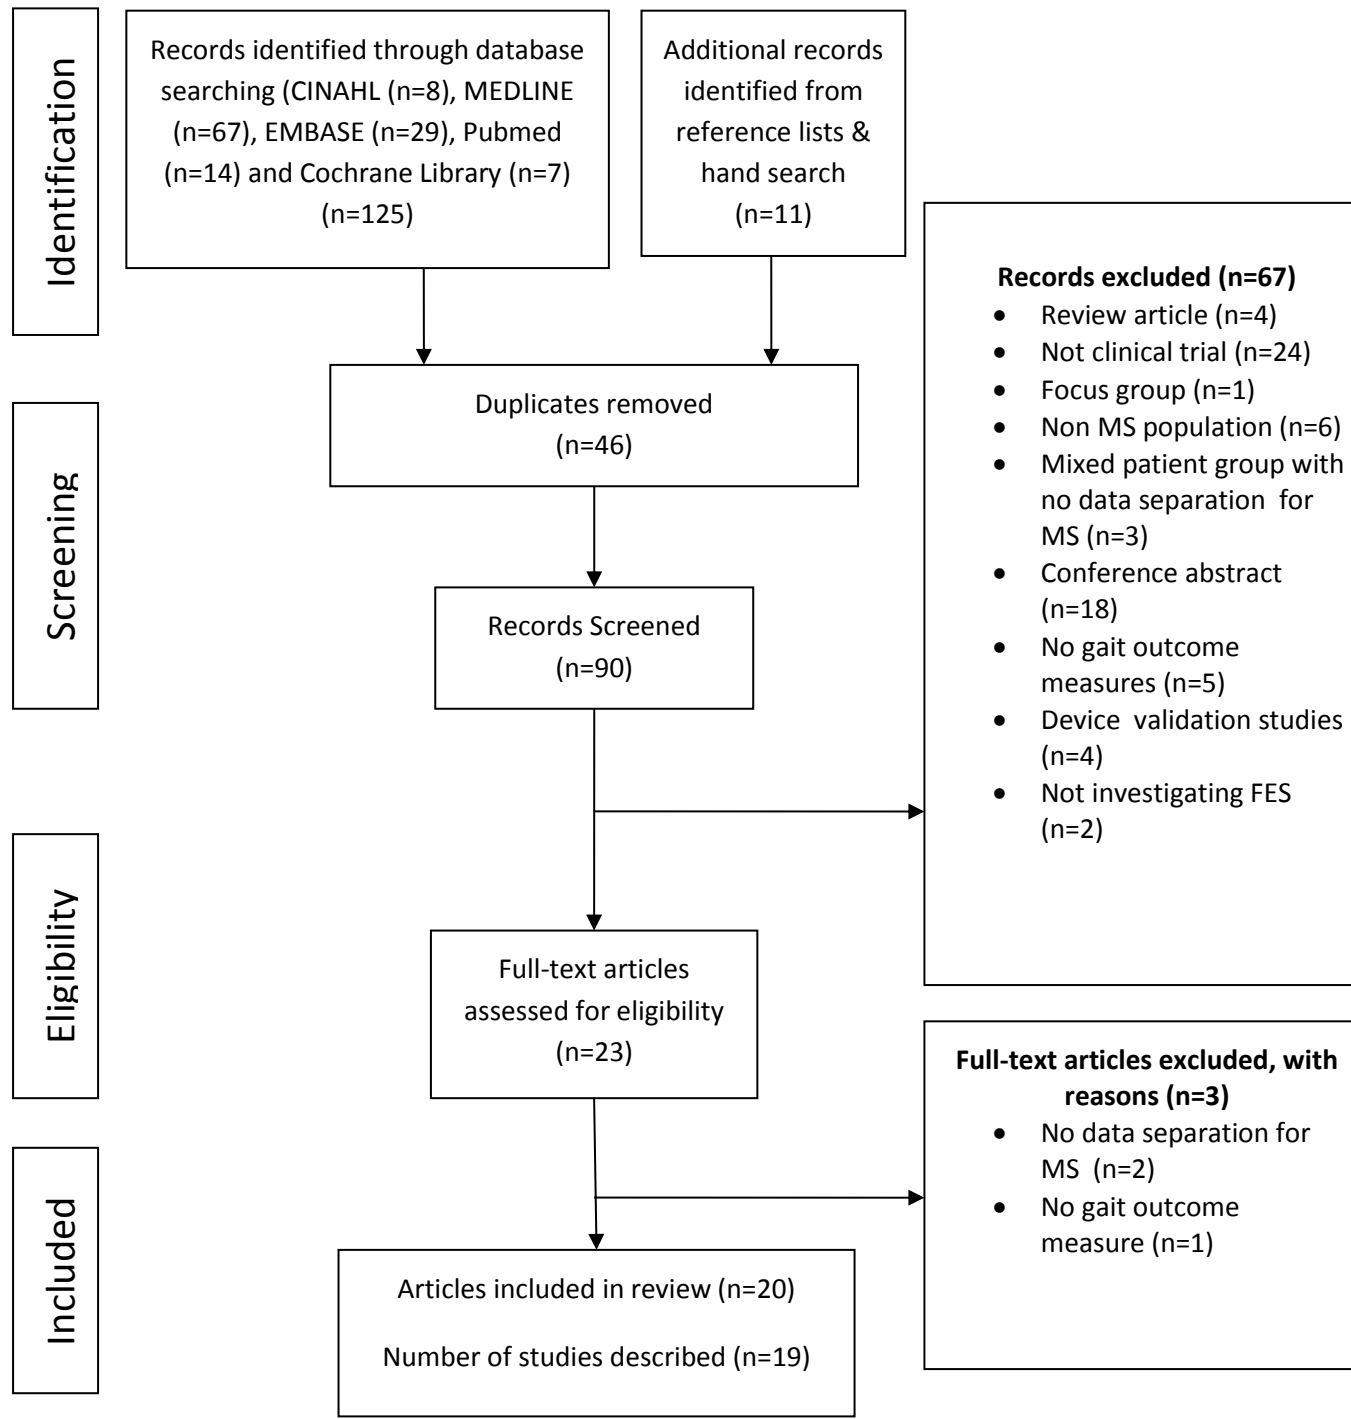 Identification
Records identified through database
searching (CINAHL (n=8), MEDLINE
(n=67), EMBASE (n=29), Pubmed
(n=14) and Cochrane Library (n=7)
(n=125)
Additional records
identified from
reference lists &
hand search
(n=11)
Screening
Duplicates removed
(n=46)
Records Screened
(n=90)
Records excluded (n=67)
• Review article (n=4)
• Not clinical trial (n=24)
• Focus group (n=1)
• Non MS population (n=6)
• Mixed patient group with
no data separation for
MS (n=3)
• Conference abstract
(n=18)
• No gait outcome
measures (n=5)
• Device validation studies
(n=4)
• Not investigating FES
(n=2)
Eligibility
Full-text articles
assessed for eligibility
(n=23)
Full-text articles excluded, with
reasons (n=3)
• No data separation for
MS (n=2)
• No gait outcome
measure (n=1)
Included
Articles included in review (n=20)
Number of studies described (n=19)